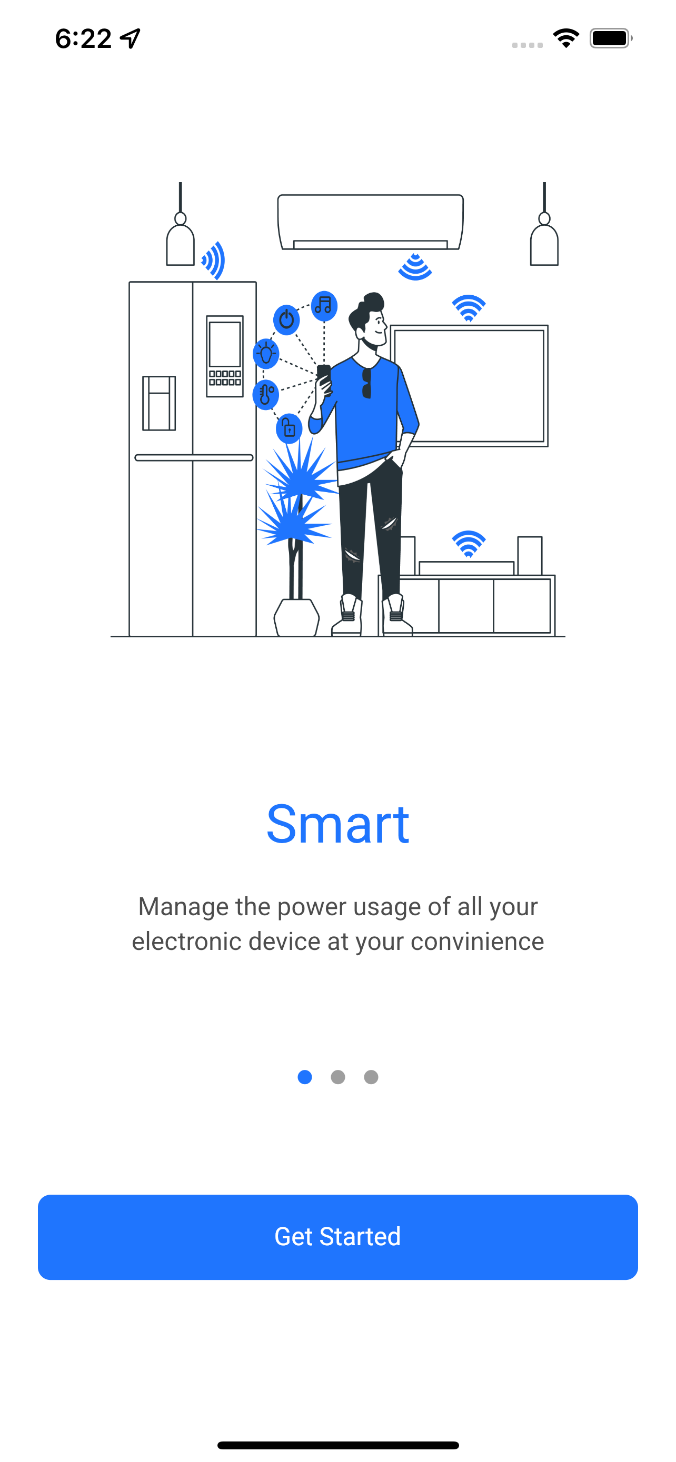 6:22
Smart
Manage the power usage of all your
electronic device at your convinience
Get Started